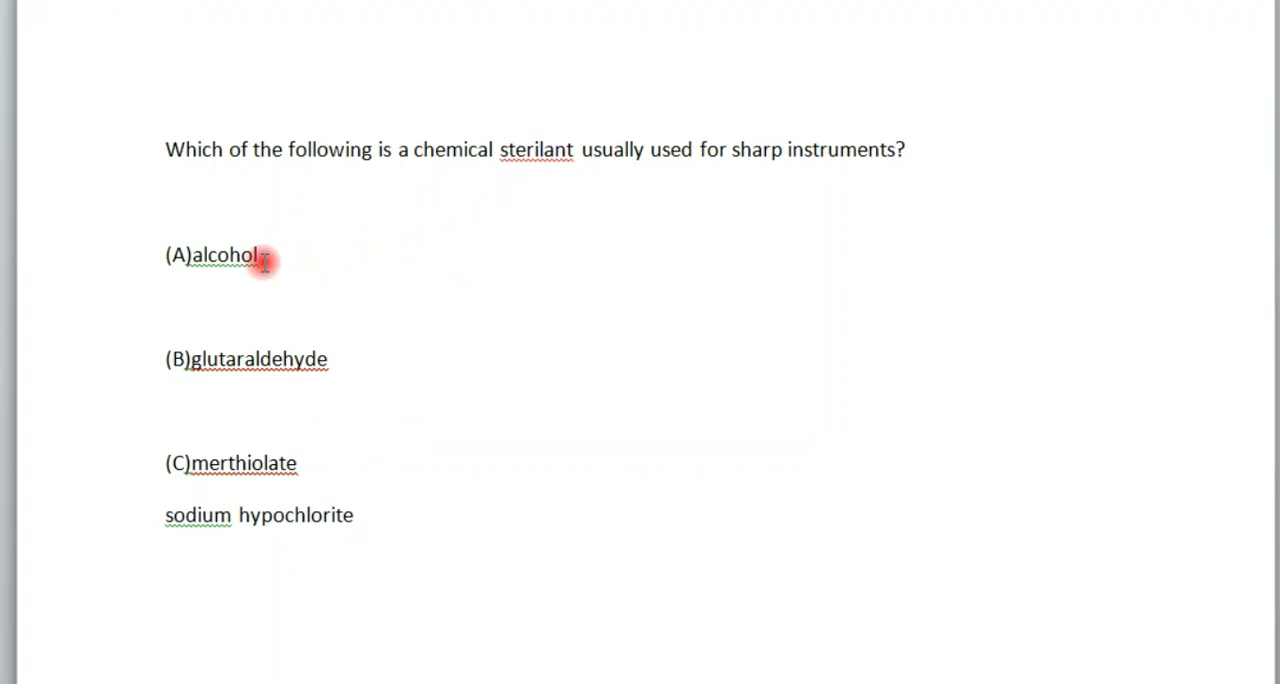 Which of the following is a chemical sterilant usually used for sharp instruments?
(A)alcohol
(B)glutaraldehyde
(C)merthiolate
sodium hypochlorite